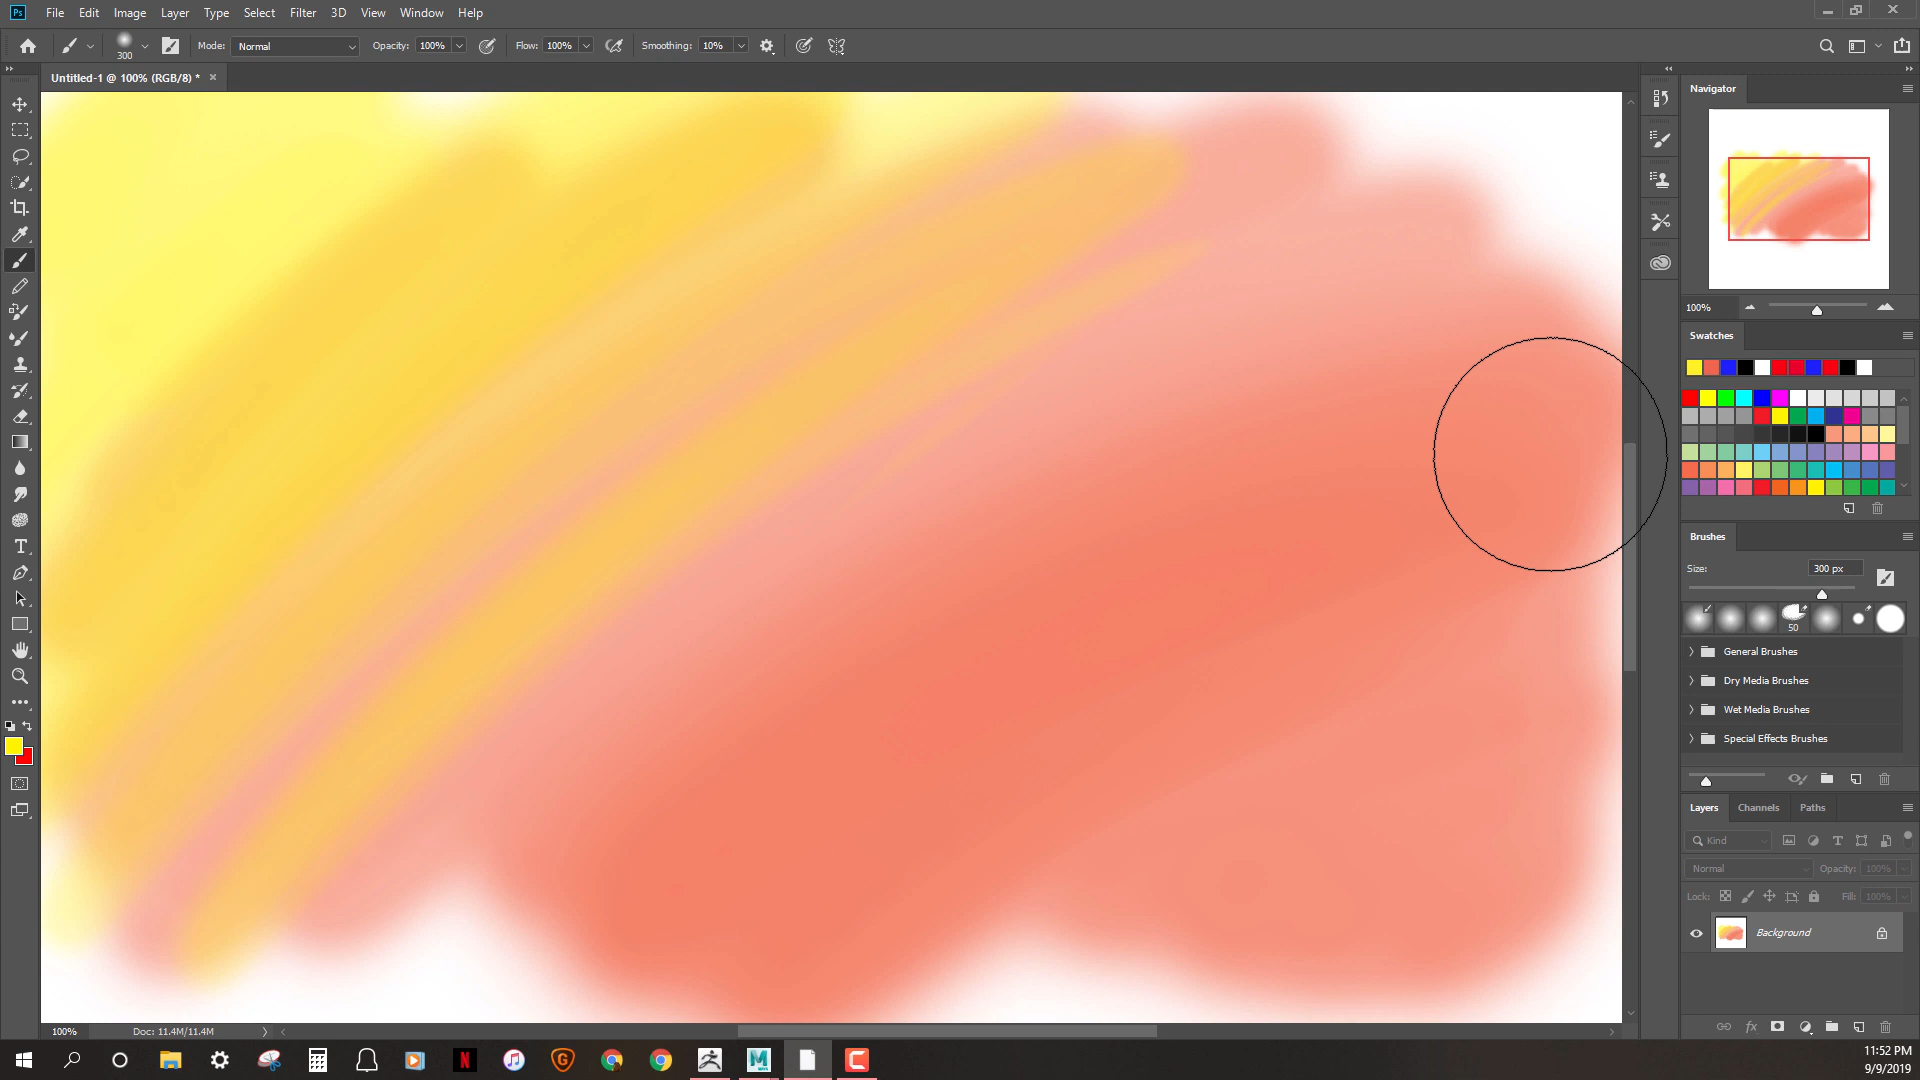 Ps File Edit Image Layer Type Select Filter 3D View Window Help
300 Mode: Normal Opacity: 100% Flow: 100% Smoothing: 10%
Untitled-1 @ 100% (RGB/8) *
Navigator
100%
Swatches
Brushes
Size: 300 px
50
General Brushes
Dry Media Brushes
Wet Media Brushes
Special Effects Brushes
Layers Channels Paths
Kind
Normal Opacity: 100%
Lock: Fill: 100%
Background
100% Doc: 11.4M/11.4M
11:52 PM
9/9/2019